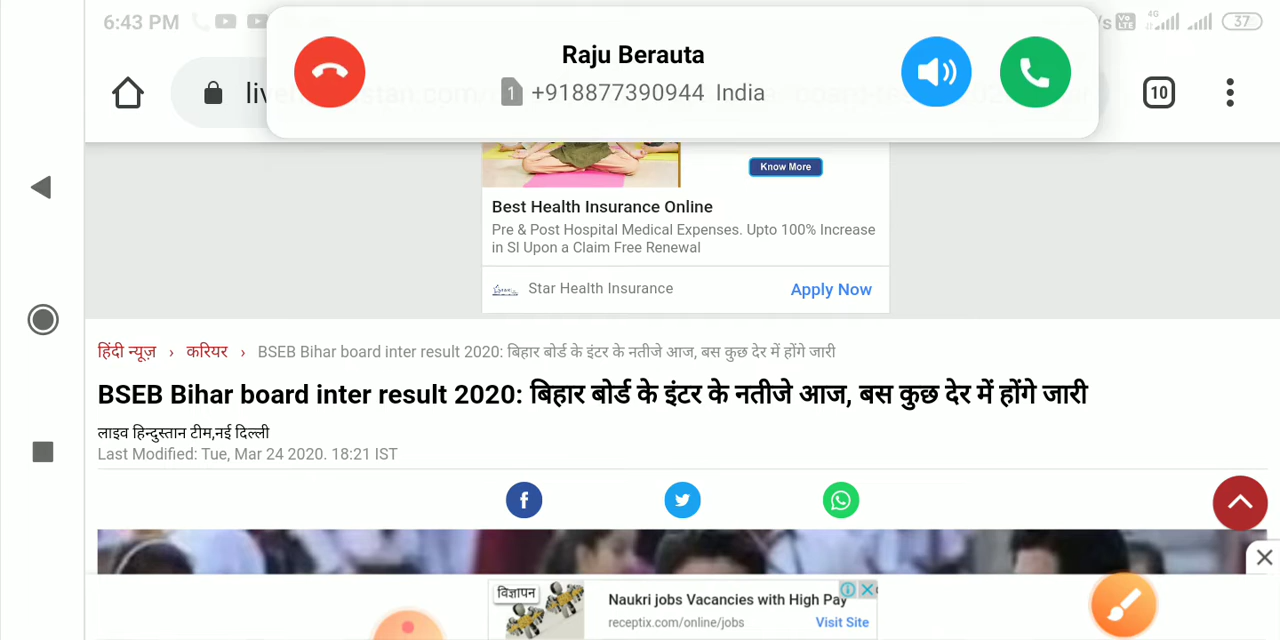 6:43 PM
4G
Vo LTE
37
Raju Berauta
1 +918877390944 India
10
Know More
Best Health Insurance Online
Pre & Post Hospital Medical Expenses. Upto 100% Increase
in SI Upon a Claim Free Renewal
Star Health Insurance
Apply Now
हिंदी न्यूज़ › करियर › BSEB Bihar board inter result 2020: बिहार बोर्ड के इंटर के नतीजे आज, बस कुछ देर में होंगे जारी
BSEB Bihar board inter result 2020: बिहार बोर्ड के इंटर के नतीजे आज, बस कुछ देर में होंगे जारी
लाइव हिन्दुस्तान टीम,नई दिल्ली
Last Modified: Tue, Mar 24 2020. 18:21 IST
विज्ञापन
Naukri jobs Vacancies with High Pay
receptix.com/online/jobs
Visit Site